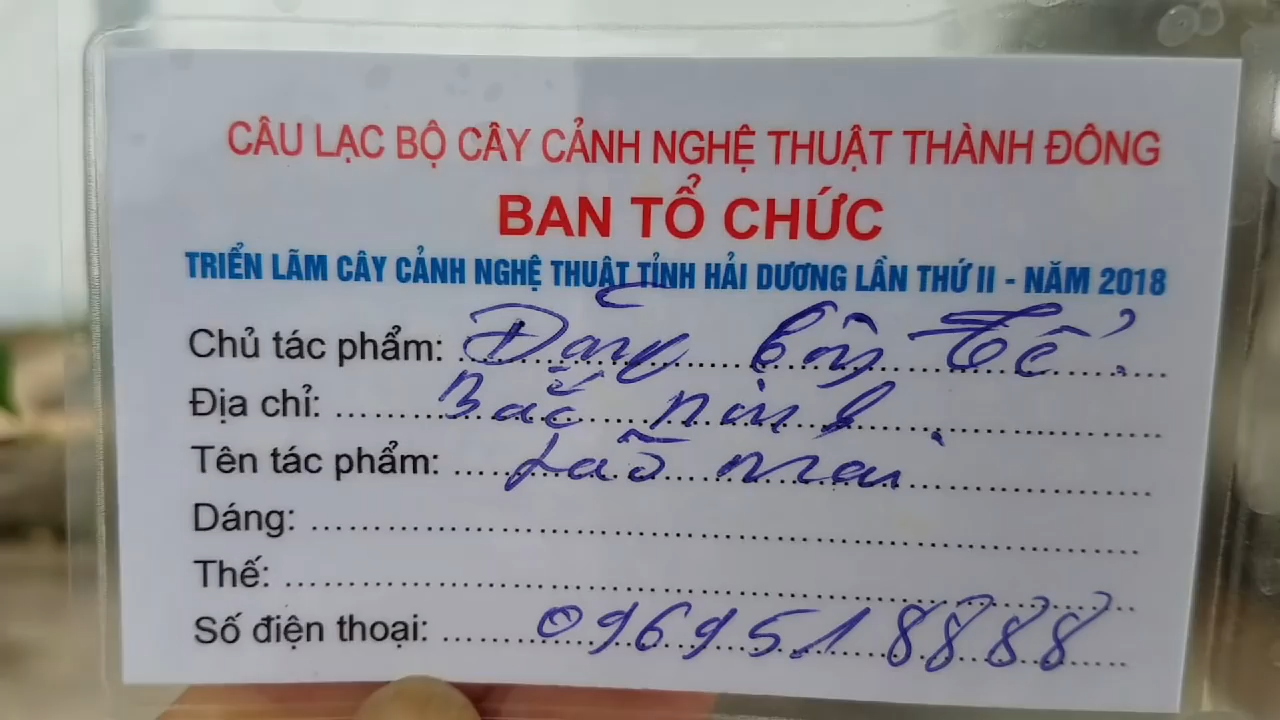 CÂU LẠC BỘ CÂY CẢNH NGHỆ THUẬT THÀNH ĐÔNG
BAN TỔ CHỨC
TRIỂN LÃM CÂY CẢNH NGHỆ THUẬT TỈNH HẢI DƯƠNG LẦN THỨ II - NĂM 2018
Chủ tác phẩm: Đặng
Địa chỉ: Bắc Ninh
Tên tác phẩm: Lão mai
Dáng:
Thế:
Số điện thoại: 0969518888